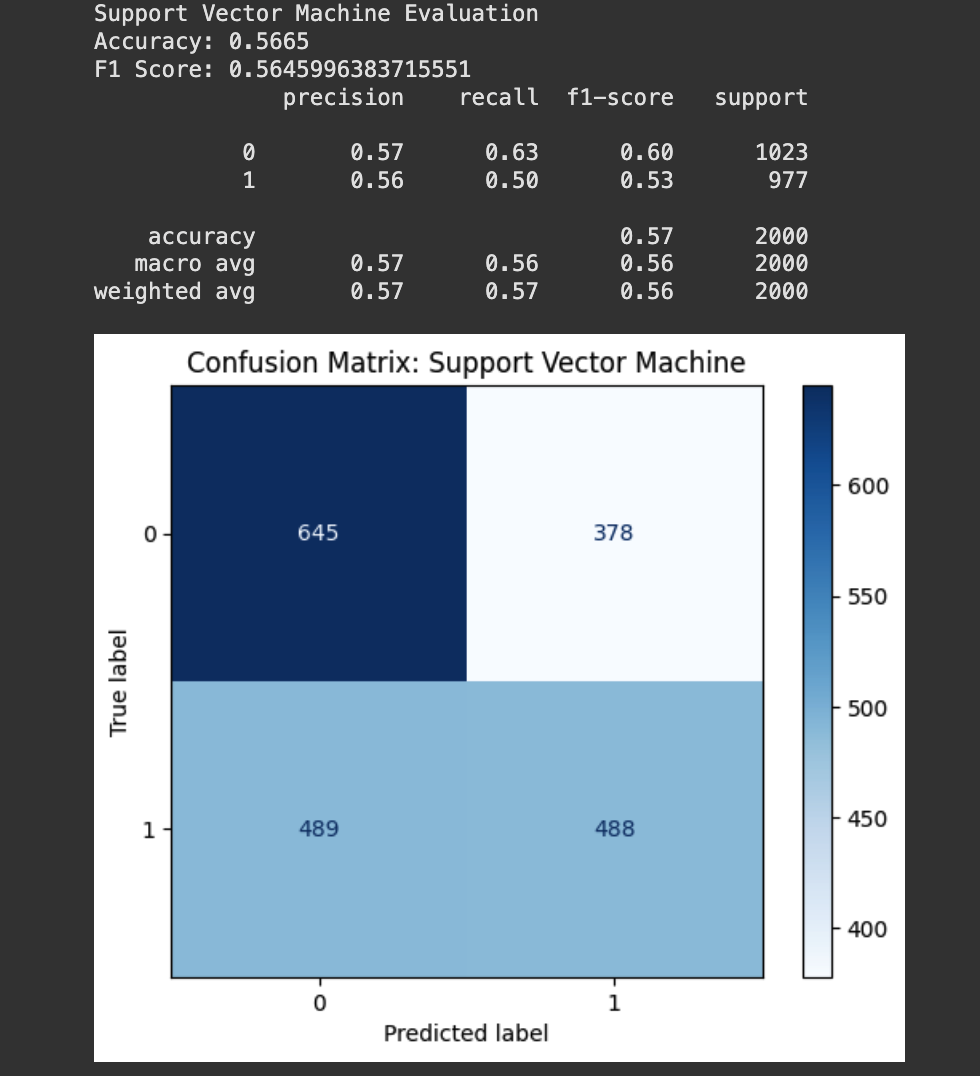 Support Vector Machine Evaluation
Accuracy: 0.5665
F1 Score: 0.5645996383715551
precision recall f1-score support
0 0.57 0.63 0.60 1023
1 0.56 0.50 0.53 977
accuracy 0.57 2000
macro avg 0.57 0.56 0.56 2000
weighted avg 0.57 0.57 0.56 2000
Confusion Matrix: Support Vector Machine
True label
0
645 378
1
489 488
0 1
Predicted label
600
550
500
450
400